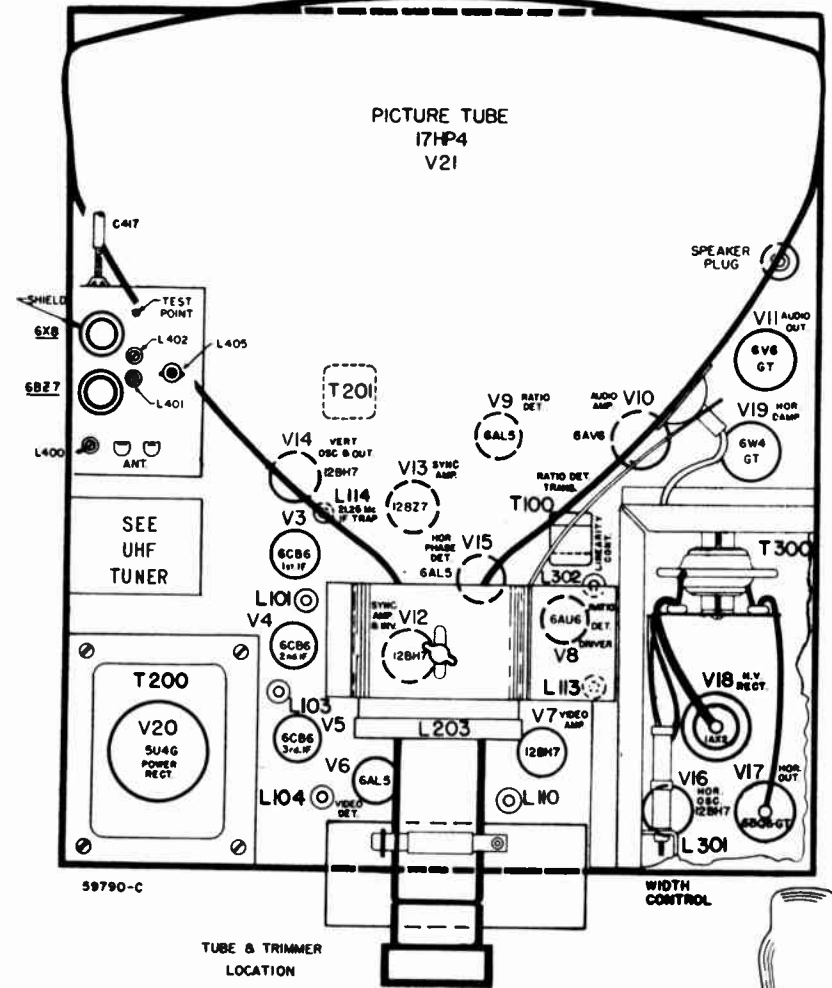 PICTURE TUBE
17HP4
V21
C417
SPEAKER
PLUG
SHIELD
TEST
POINT
6X8
L402
L405
V11 AUDIO
OUT.
6V6
GT
6BZ7
L401
T201
V9 RATIO
DET.
6AL5
AUDIO
AMP.
V10
6AV6
V19 HOR
DAMP
6W4
GT
L400
ANT.
V14
VERT
OSC & OUT.
12BH7
V13 SYNC
AMP.
12BZ7
L114
21.25 Mc
IF TRAP
RATIO DET.
TRANS.
T100
LINEARITY
CONT.
SEE
UHF
TUNER
V3
6CB6
1st. IF
HOR
PHASE
DET.
V15
6AL5
L302
T300
L101
V4
6CB6
2nd. IF
SYNC
AMP
& INV.
V12
12BH7
6AU6
RATIO
DET.
DRIVER
V8
T200
V20
5U4G
POWER
RECT.
L103
V5
6CB6
3rd. IF
L113
V18 H.V.
RECT.
1AX2
L203
V7 VIDEO
AMP
12BH7
V6
6AL5
VIDEO
DET.
L104
L110
V16
HOR.
OSC.
12BH7
V17
HOR.
OUT
6BQ6-GT
L301
59790-C
WIDTH
CONTROL
TUBE & TRIMMER
LOCATION